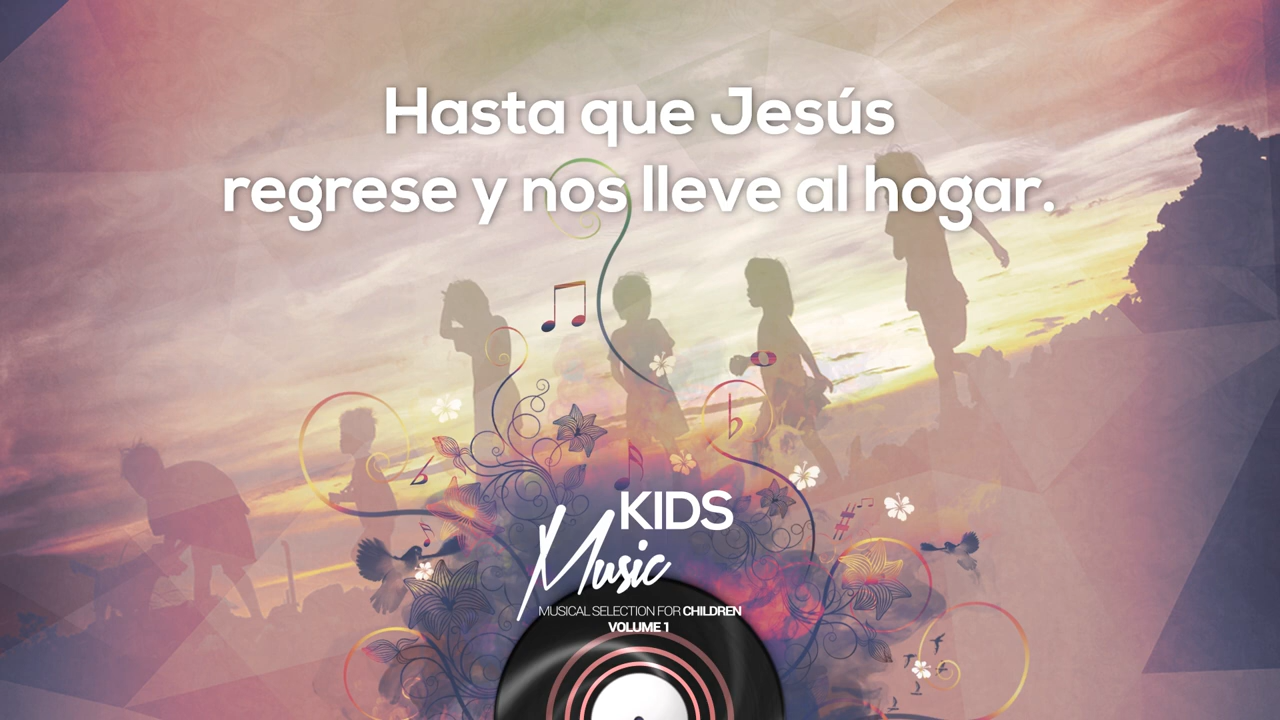 Hasta que Jesús
regrese y nos lleve al hogar.
KIDS
Music
MUSICAL SELECTION FOR CHILDREN
VOLUME 1